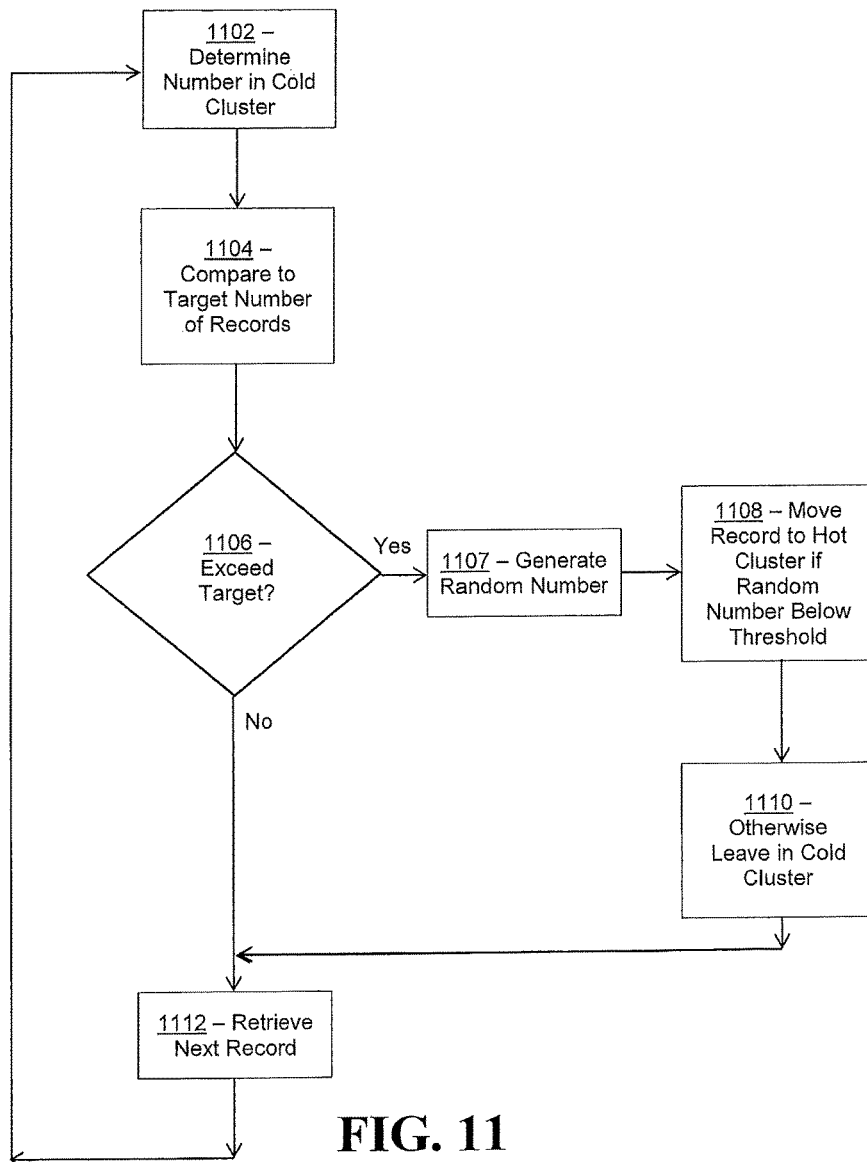 1102 –
Determine
Number in Cold
Cluster
1104 –
Compare to
Target Number
of Records
1106 –
Exceed
Target?
Yes
No
1107 – Generate
Random Number
1108 – Move
Record to Hot
Cluster if
Random
Number Below
Threshold
1110 –
Otherwise
Leave in Cold
Cluster
1112 – Retrieve
Next Record
FIG. 11